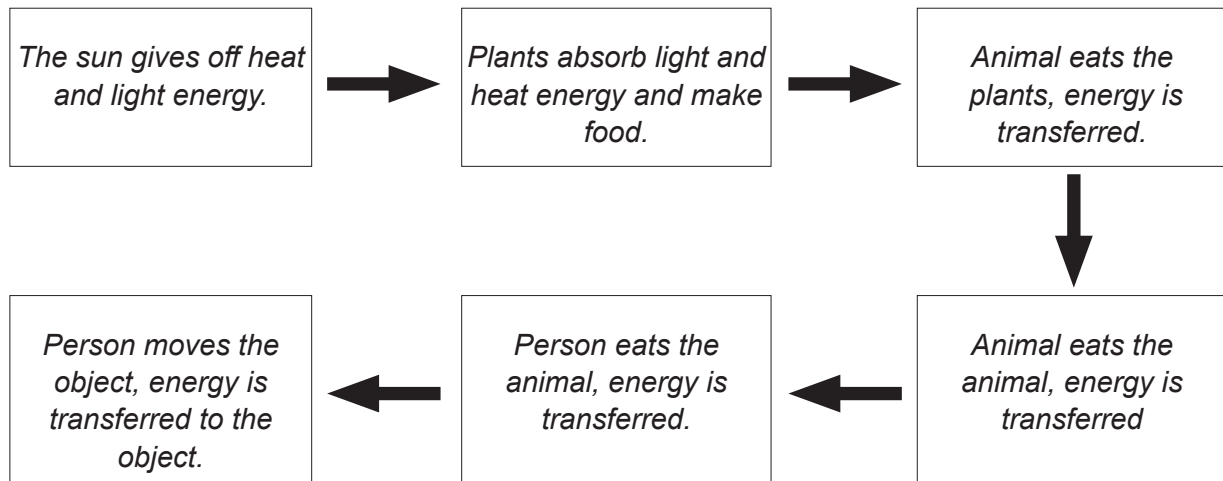 The sun gives off heat
and light energy.
Plants absorb light and
heat energy and make
food.
Animal eats the
plants, energy is
transferred.
Animal eats the
animal, energy is
transferred
Person eats the
animal, energy is
transferred.
Person moves the
object, energy is
transferred to the
object.